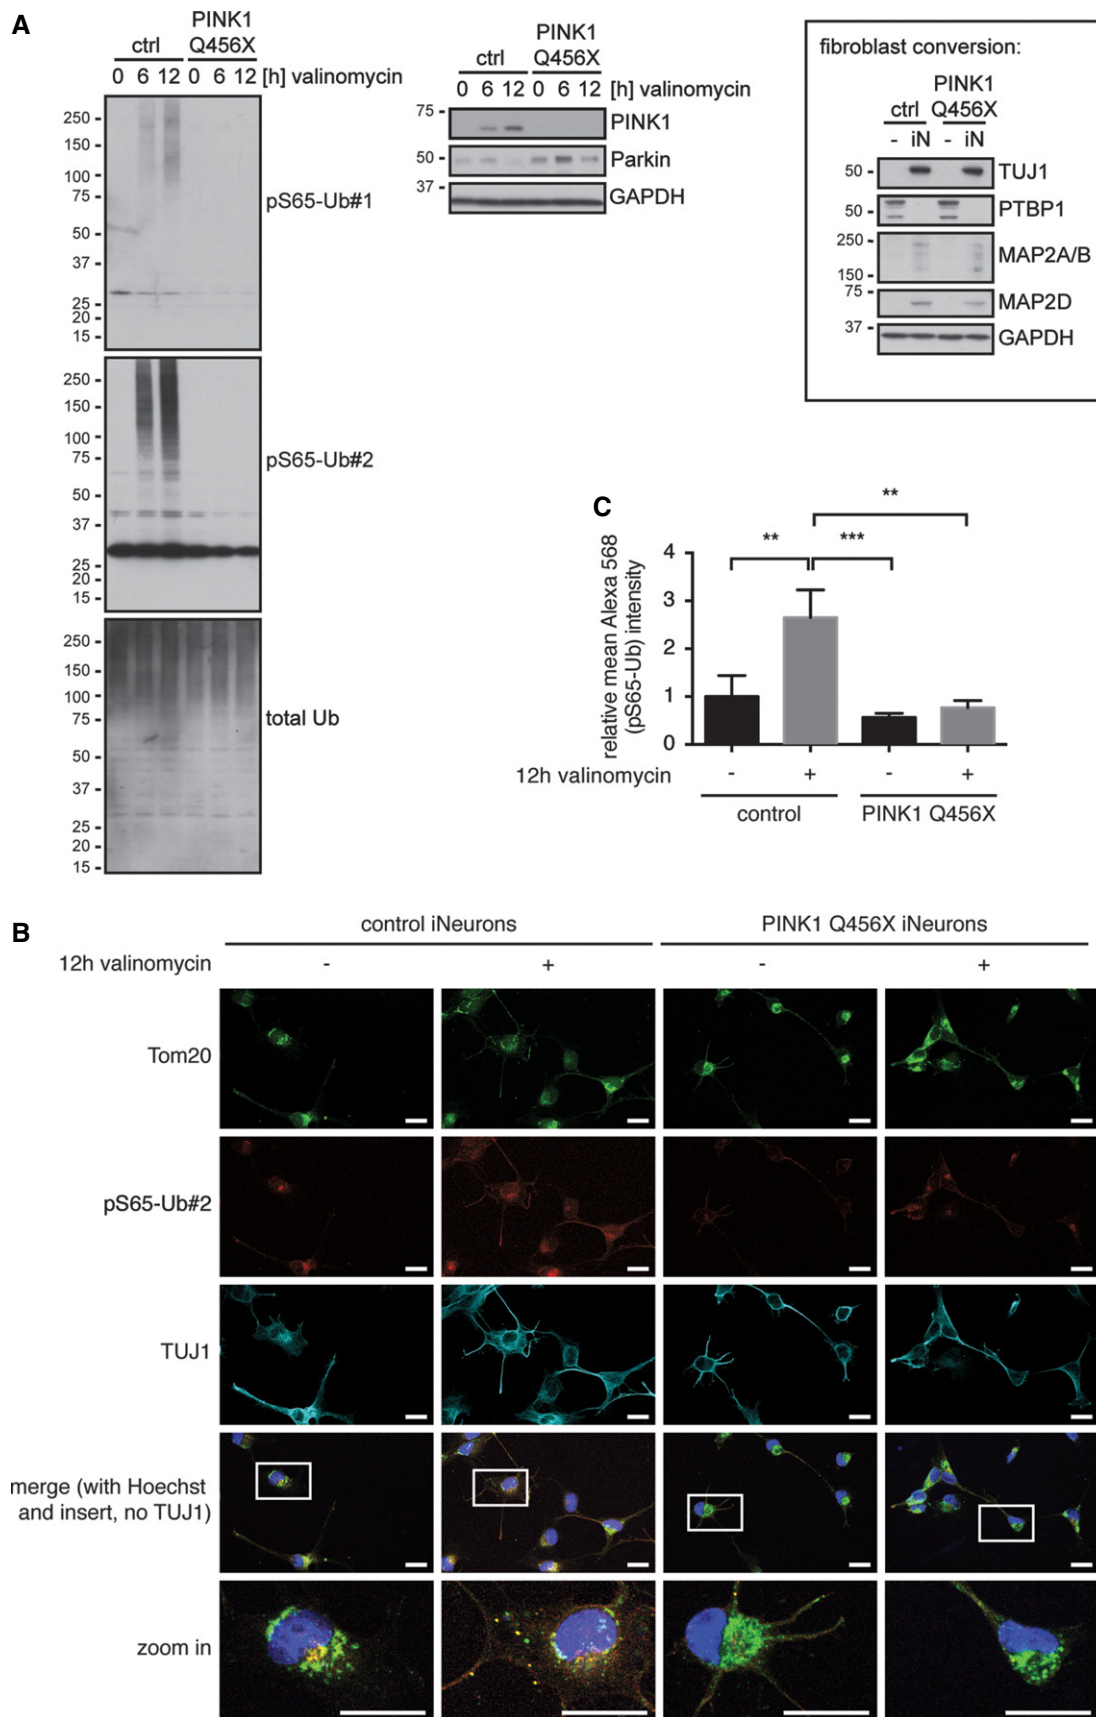 A
ctrl
PINK1
Q456X
0 6 12 0 6 12 [h] valinomycin
250
150
100
75
50
37
25
20
15
pS65-Ub#1
250
150
100
75
50
37
25
20
15
pS65-Ub#2
250
150
100
75
50
37
25
20
15
total Ub
ctrl
PINK1
Q456X
0 6 12 0 6 12 [h] valinomycin
75
PINK1
50
Parkin
37
GAPDH
fibroblast conversion:
ctrl
PINK1
Q456X
- iN - iN
50
TUJ1
50
PTBP1
250
MAP2A/B
150
75
MAP2D
37
GAPDH
C
relative mean Alexa 568
(pS65-Ub) intensity
4
3
2
1
0
**
***
**
12h valinomycin - + - +
control PINK1 Q456X
B
control iNeurons PINK1 Q456X iNeurons
12h valinomycin - + - +
Tom20
pS65-Ub#2
TUJ1
merge (with Hoechst
and insert, no TUJ1)
zoom in